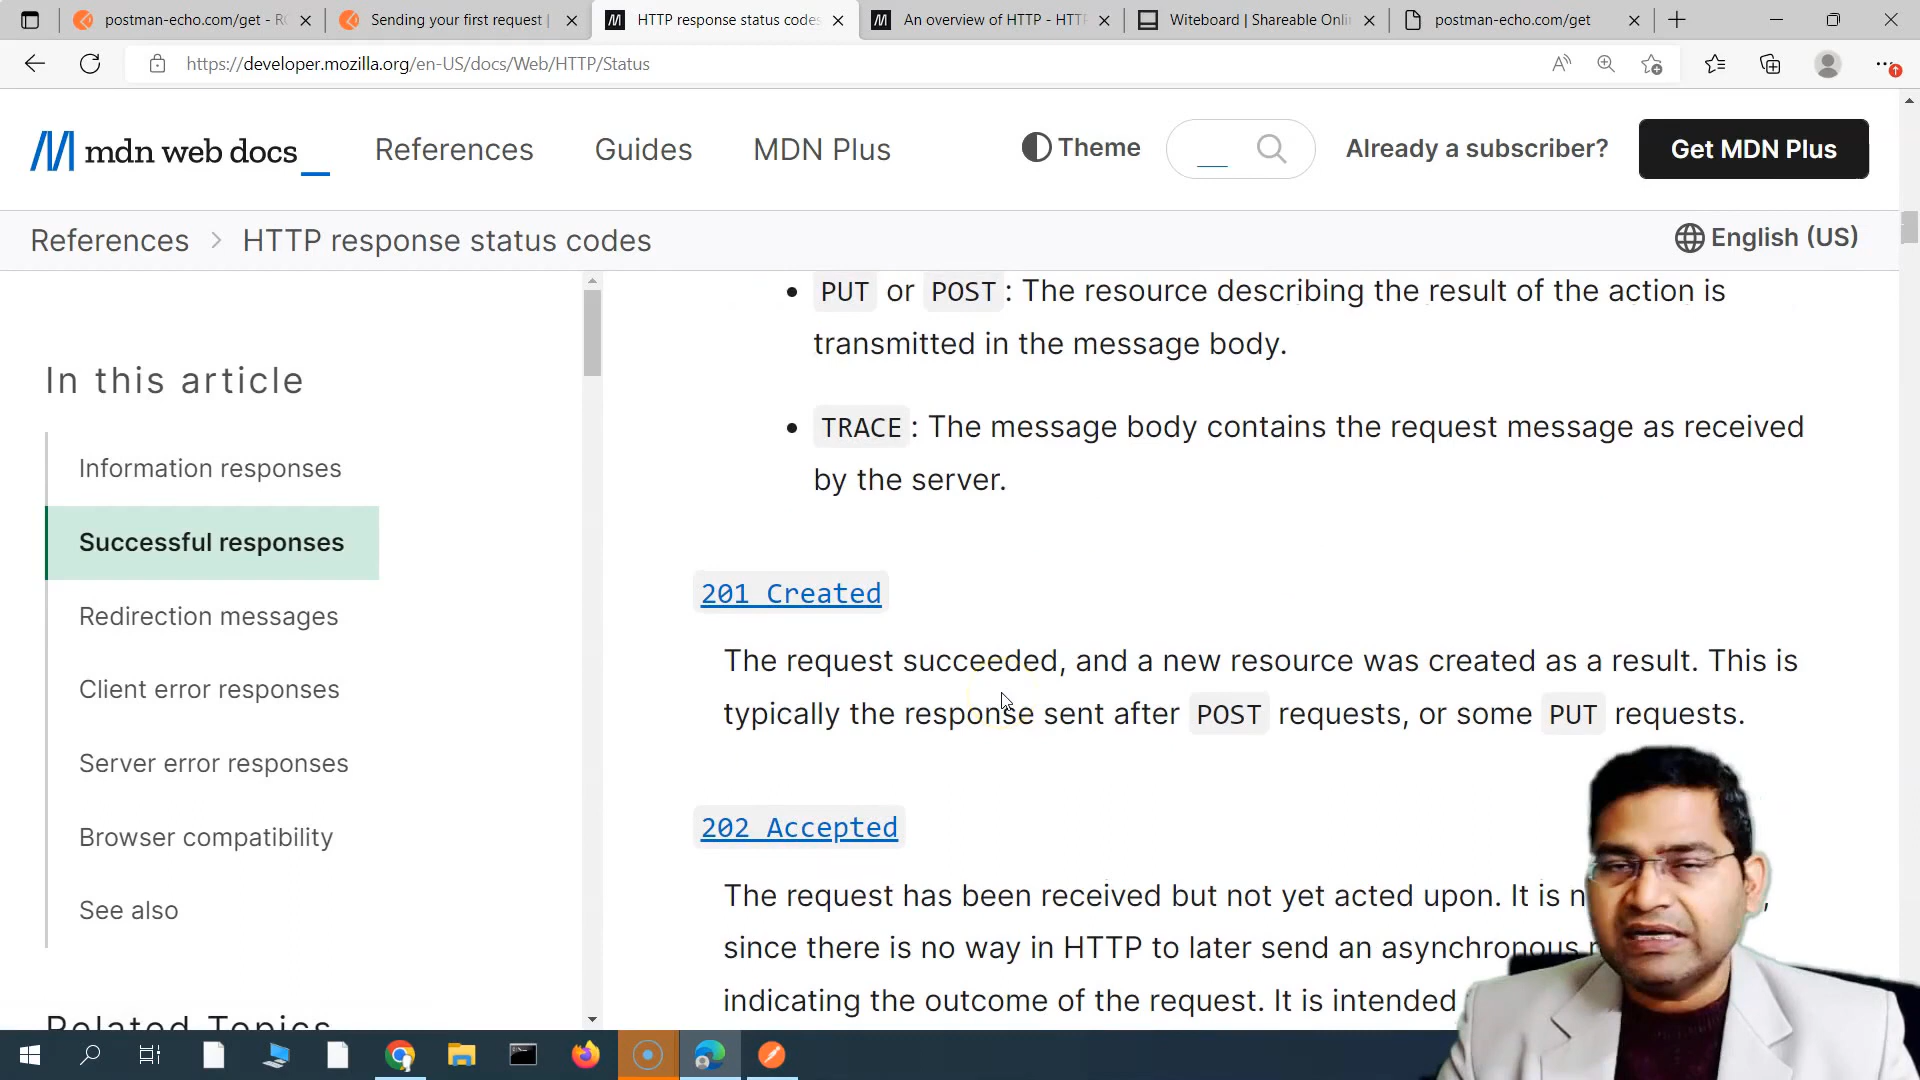 postman-echo.com/get - R
Sending your first request |
HTTP response status codes
An overview of HTTP - HTT
Witeboard | Shareable Onli
postman-echo.com/get
https://developer.mozilla.org/en-US/docs/Web/HTTP/Status
mdn web docs_
References
Guides
MDN Plus
Theme
Already a subscriber?
Get MDN Plus
References > HTTP response status codes
English (US)
In this article
Information responses
Successful responses
Redirection messages
Client error responses
Server error responses
Browser compatibility
See also
Related Topics
• PUT or POST: The resource describing the result of the action is
transmitted in the message body.
• TRACE: The message body contains the request message as received
by the server.
201 Created
The request succeeded, and a new resource was created as a result. This is
typically the response sent after POST requests, or some PUT requests.
202 Accepted
The request has been received but not yet acted upon. It is
since there is no way in HTTP to later send an asynchronous
indicating the outcome of the request. It is intended